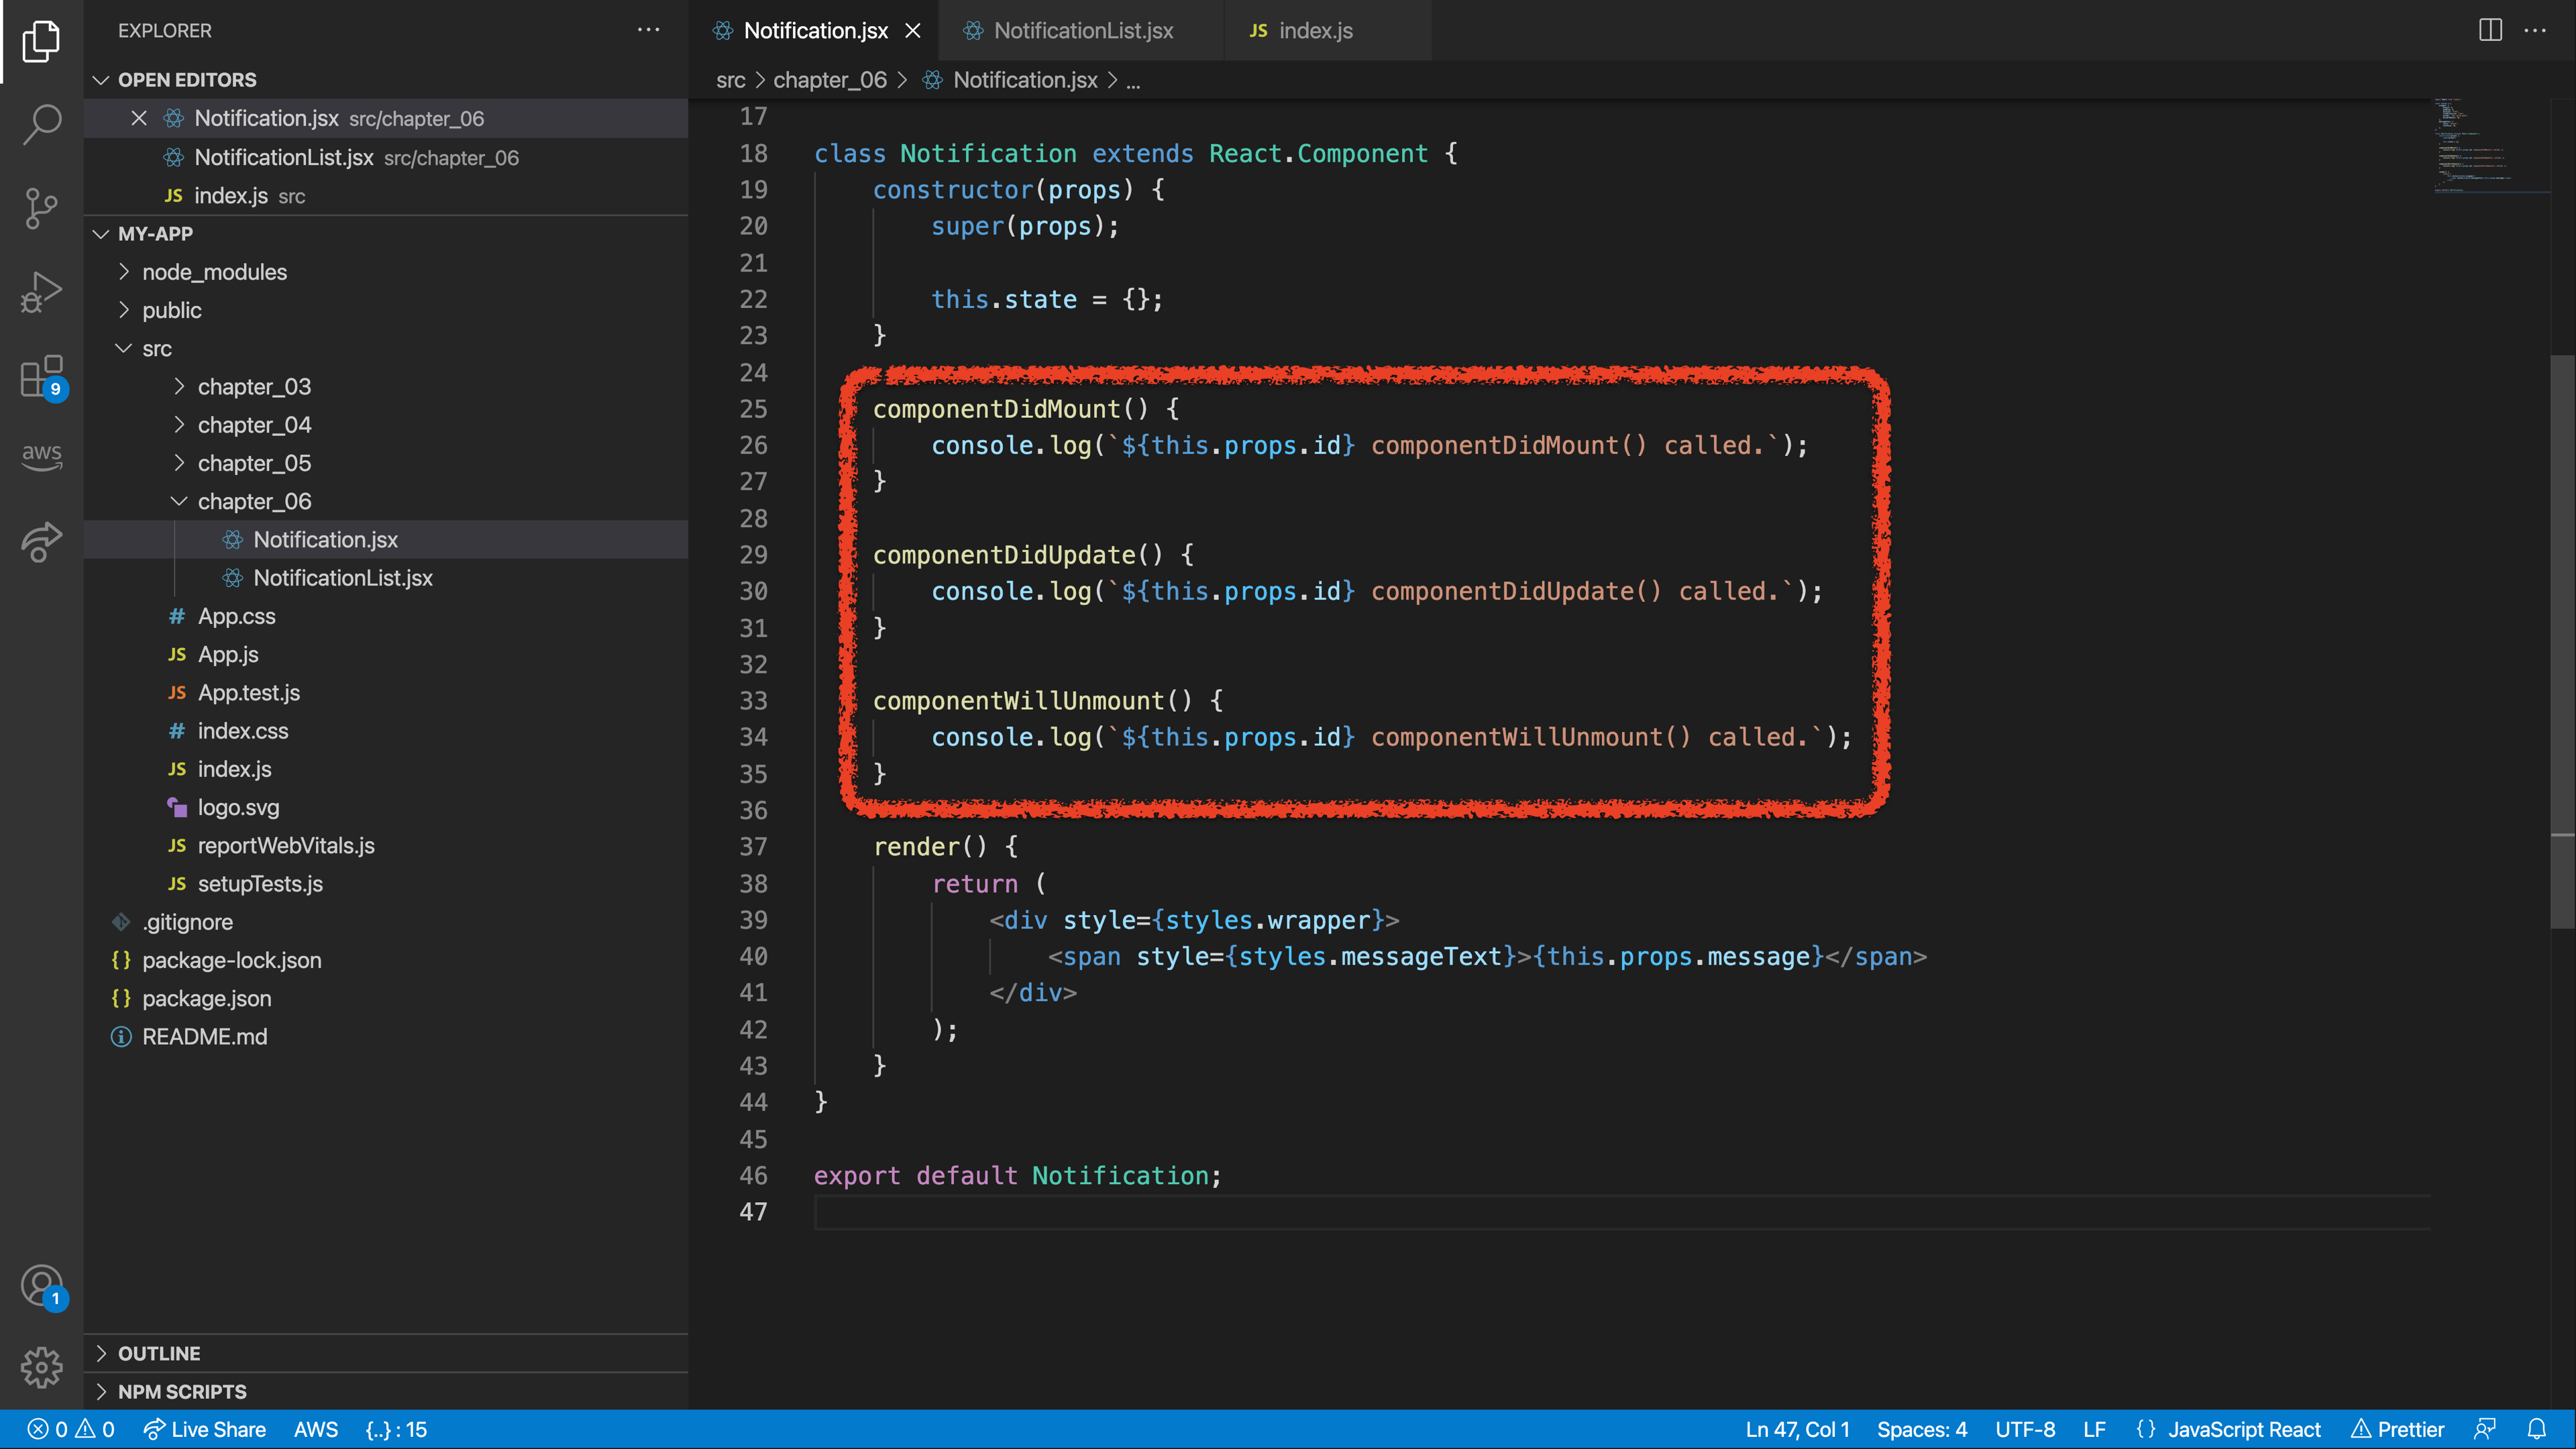 EXPLORER
OPEN EDITORS
Notification.jsx src/chapter_06
NotificationList.jsx src/chapter_06
JS index.js src
MY-APP
node_modules
public
src
chapter_03
chapter_04
chapter_05
chapter_06
Notification.jsx
NotificationList.jsx
# App.css
JS App.js
JS App.test.js
# index.css
JS index.js
logo.svg
JS reportWebVitals.js
JS setupTests.js
.gitignore
{} package-lock.json
{} package.json
README.md
OUTLINE
NPM SCRIPTS
9
aws
1
Notification.jsx
NotificationList.jsx
JS index.js
src > chapter_06 > Notification.jsx > ...
17
18 class Notification extends React.Component {
19 constructor(props) {
20 super(props);
21
22 this.state = {};
23 }
24
25 componentDidMount() {
26 console.log(`${this.props.id} componentDidMount() called.`);
27 }
28
29 componentDidUpdate() {
30 console.log(`${this.props.id} componentDidUpdate() called.`);
31 }
32
33 componentWillUnmount() {
34 console.log(`${this.props.id} componentWillUnmount() called.`);
35 }
36
37 render() {
38 return (
39 <div style={styles.wrapper}>
40 <span style={styles.messageText}>{this.props.message}</span>
41 </div>
42 );
43 }
44 }
45
46 export default Notification;
47
0 0 Live Share AWS {..} : 15 Ln 47, Col 1 Spaces: 4 UTF-8 LF {} JavaScript React Prettier